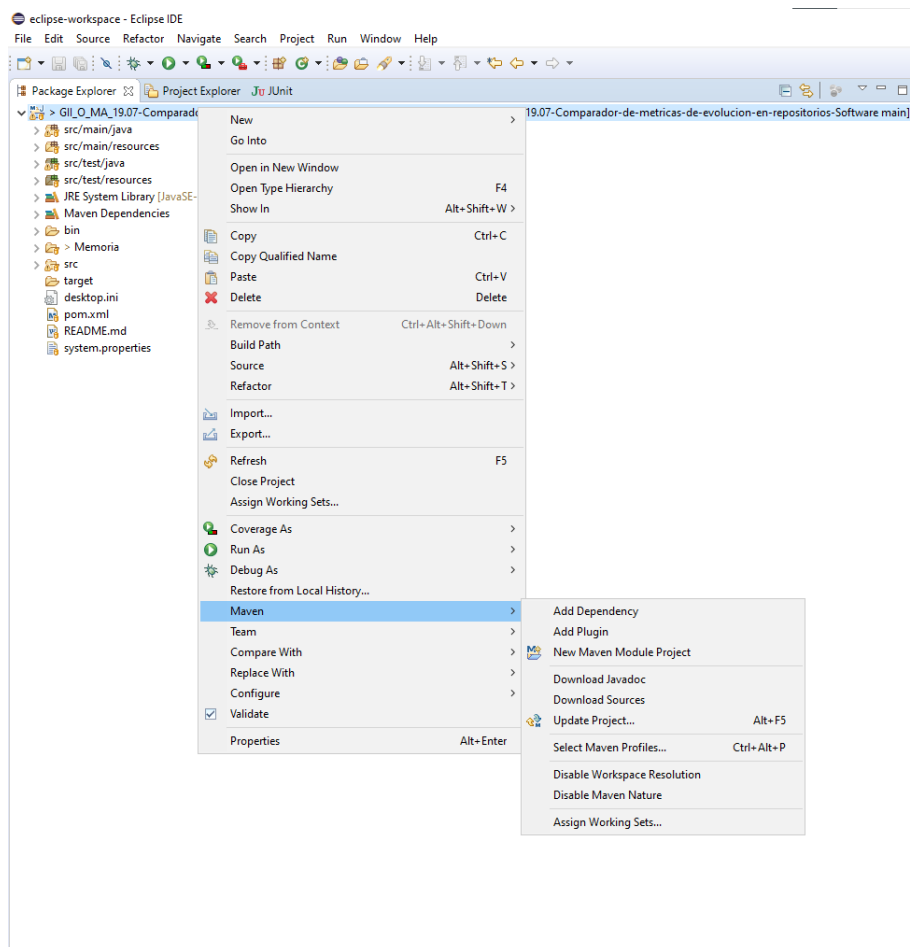 eclipse-workspace - Eclipse IDE
File Edit Source Refactor Navigate Search Project Run Window Help
Package Explorer Project Explorer JUnit
> GII_O_MA_19.07-Comparado 19.07-Comparador-de-metricas-de-evolucion-en-repositorios-Software main]
src/main/java
src/main/resources
src/test/java
src/test/resources
JRE System Library [JavaSE-
Maven Dependencies
bin
> Memoria
src
target
desktop.ini
pom.xml
README.md
system.properties
New
Go Into
Open in New Window
Open Type Hierarchy F4
Show In Alt+Shift+W >
Copy Ctrl+C
Copy Qualified Name
Paste Ctrl+V
Delete Delete
Remove from Context Ctrl+Alt+Shift+Down
Build Path
Source Alt+Shift+S >
Refactor Alt+Shift+T >
Import...
Export...
Refresh F5
Close Project
Assign Working Sets...
Coverage As
Run As
Debug As
Restore from Local History...
Maven
Team
Compare With
Replace With
Configure
Validate
Properties Alt+Enter
Add Dependency
Add Plugin
New Maven Module Project
Download Javadoc
Download Sources
Update Project... Alt+F5
Select Maven Profiles... Ctrl+Alt+P
Disable Workspace Resolution
Disable Maven Nature
Assign Working Sets...